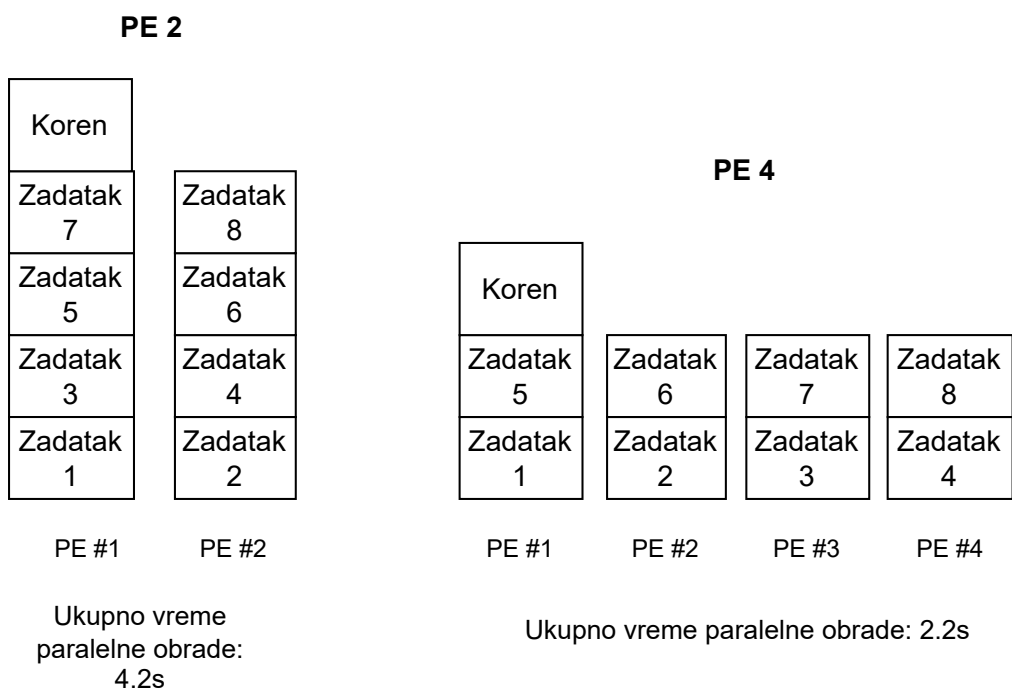 PE 2
Koren
Zadatak
7
Zadatak
8
Zadatak
5
Zadatak
6
Zadatak
3
Zadatak
4
Zadatak
1
Zadatak
2
PE #1
PE #2
Ukupno vreme
paralelne obrade:
4.2s
PE 4
Koren
Zadatak
5
Zadatak
6
Zadatak
7
Zadatak
8
Zadatak
1
Zadatak
2
Zadatak
3
Zadatak
4
PE #1
PE #2
PE #3
PE #4
Ukupno vreme paralelne obrade: 2.2s